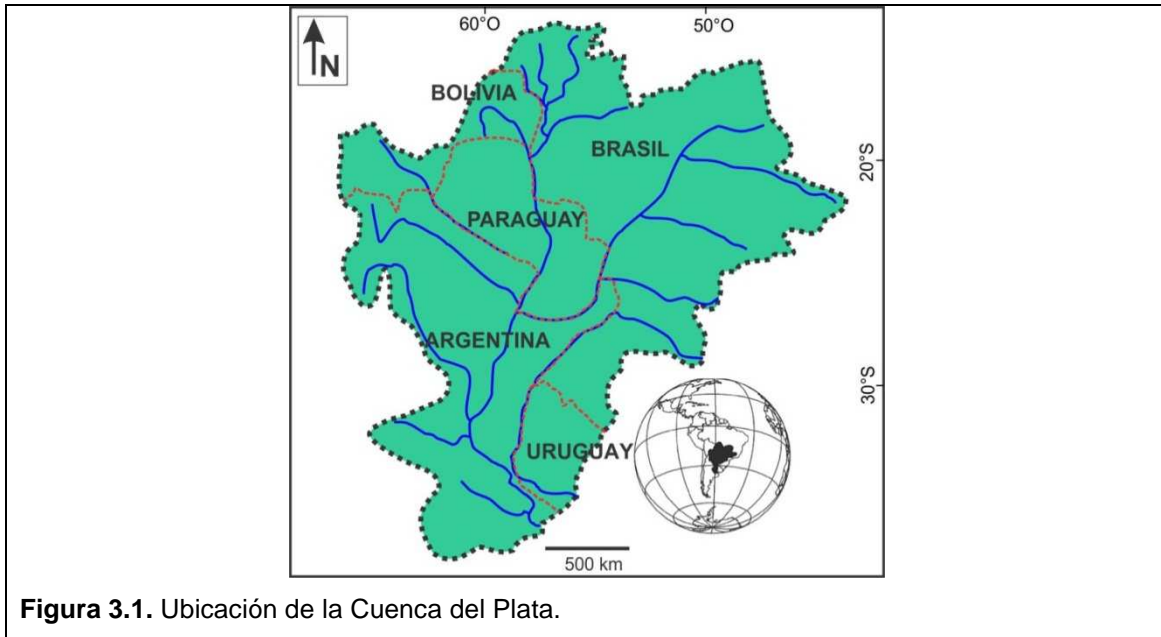 60°O
50°O
N
BOLIVIA
BRASIL
20°S
PARAGUAY
ARGENTINA
30°S
URUGUAY
500 km
Figura 3.1. Ubicación de la Cuenca del Plata.